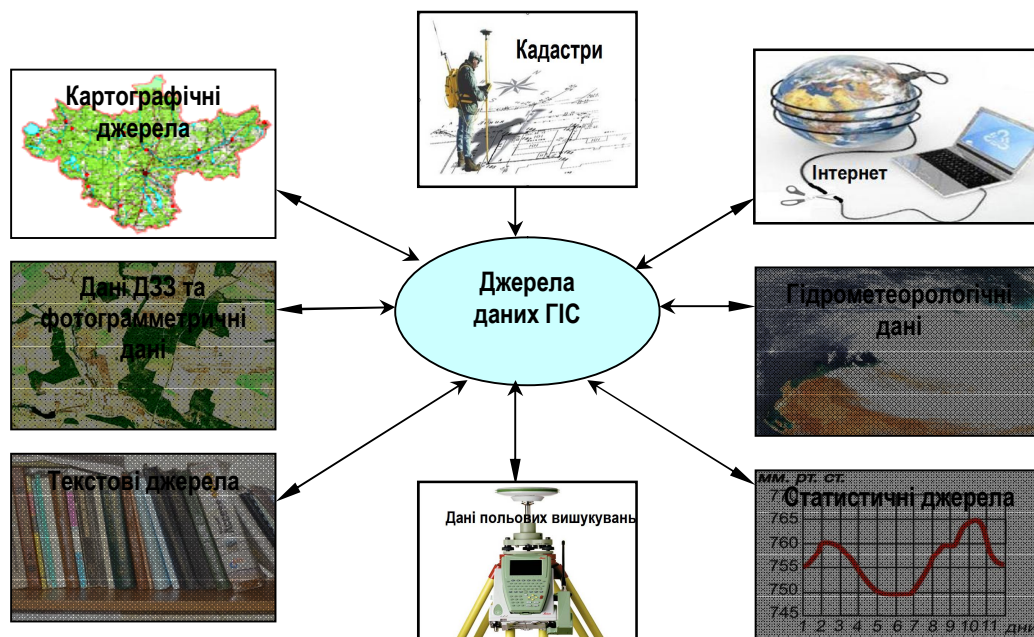 Кадастри
Картографічні
джерела
Інтернет
Джерела
даних ГІС
Дані ДЗЗ та
фотограмметричні
дані
Гідрометеорологічні
дані
Текстові джерела
Дані польових вишукувань
мм. рт. ст.
Статистичні джерела
765
760
755
750
745
1 2 3 4 5 6 7 8 9 10 11 дни